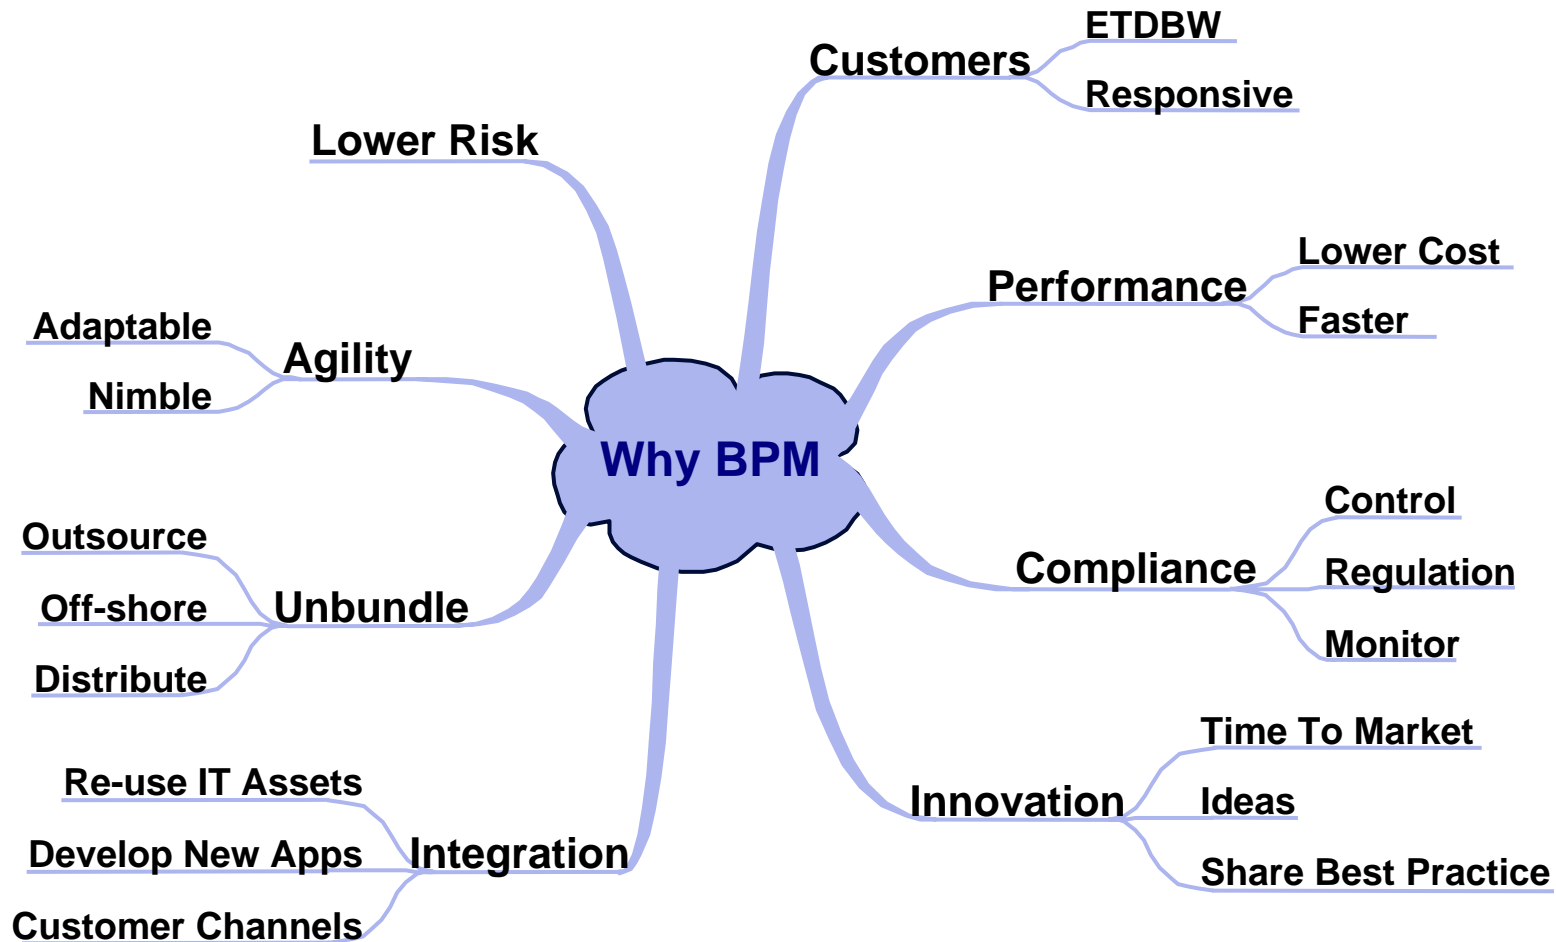 Why BPM
Customers
ETDBW
Responsive
Performance
Lower Cost
Faster
Compliance
Control
Regulation
Monitor
Innovation
Time To Market
Ideas
Share Best Practice
Integration
Re-use IT Assets
Develop New Apps
Customer Channels
Unbundle
Outsource
Off-shore
Distribute
Agility
Adaptable
Nimble
Lower Risk